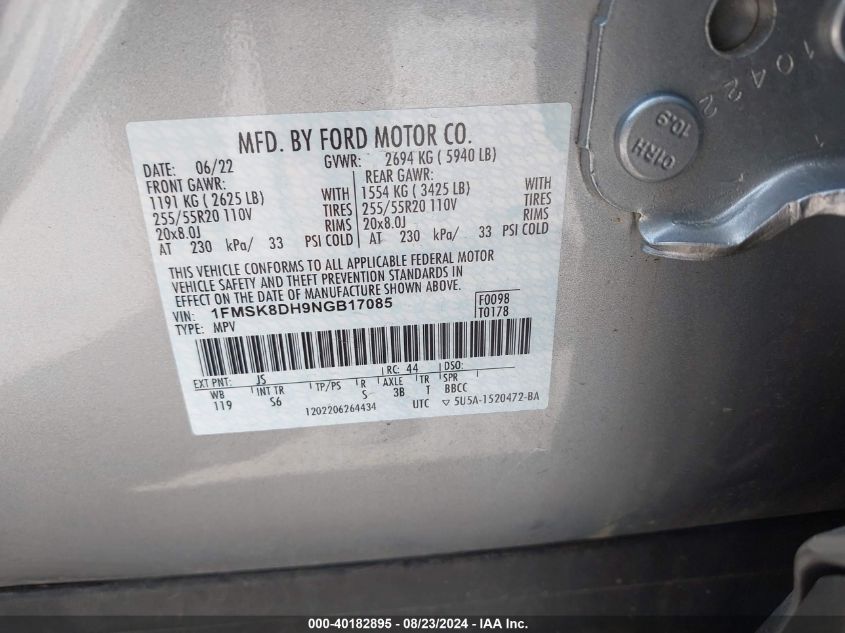 MFD. BY FORD MOTOR CO.
DATE: 06/22 GVWR: 2694 KG ( 5940 LB)
FRONT GAWR: REAR GAWR:
1191 KG ( 2625 LB) WITH 1554 KG ( 3425 LB) WITH
255/55R20 110V TIRES 255/55R20 110V TIRES
20x8.0J RIMS 20x8.0J RIMS
AT 230 kPa/ 33 PSI COLD AT 230 kPa/ 33 PSI COLD
THIS VEHICLE CONFORMS TO ALL APPLICABLE FEDERAL MOTOR
VEHICLE SAFETY AND THEFT PREVENTION STANDARDS IN
EFFECT ON THE DATE OF MANUFACTURE SHOWN ABOVE.
VIN: 1FMSK8DH9NGB17085 F0098
TYPE: MPV T0178
EXT PNT: JS RC: 44 DSO:
WB INT TR TP/PS R AXLE TR SPR
119 S6 S 3B T BBCC
1202206264434 UTC ▽ 5U5A-1520472-BA
10422
OIRH
10.9
000-40182895 - 08/23/2024 - IAA Inc.